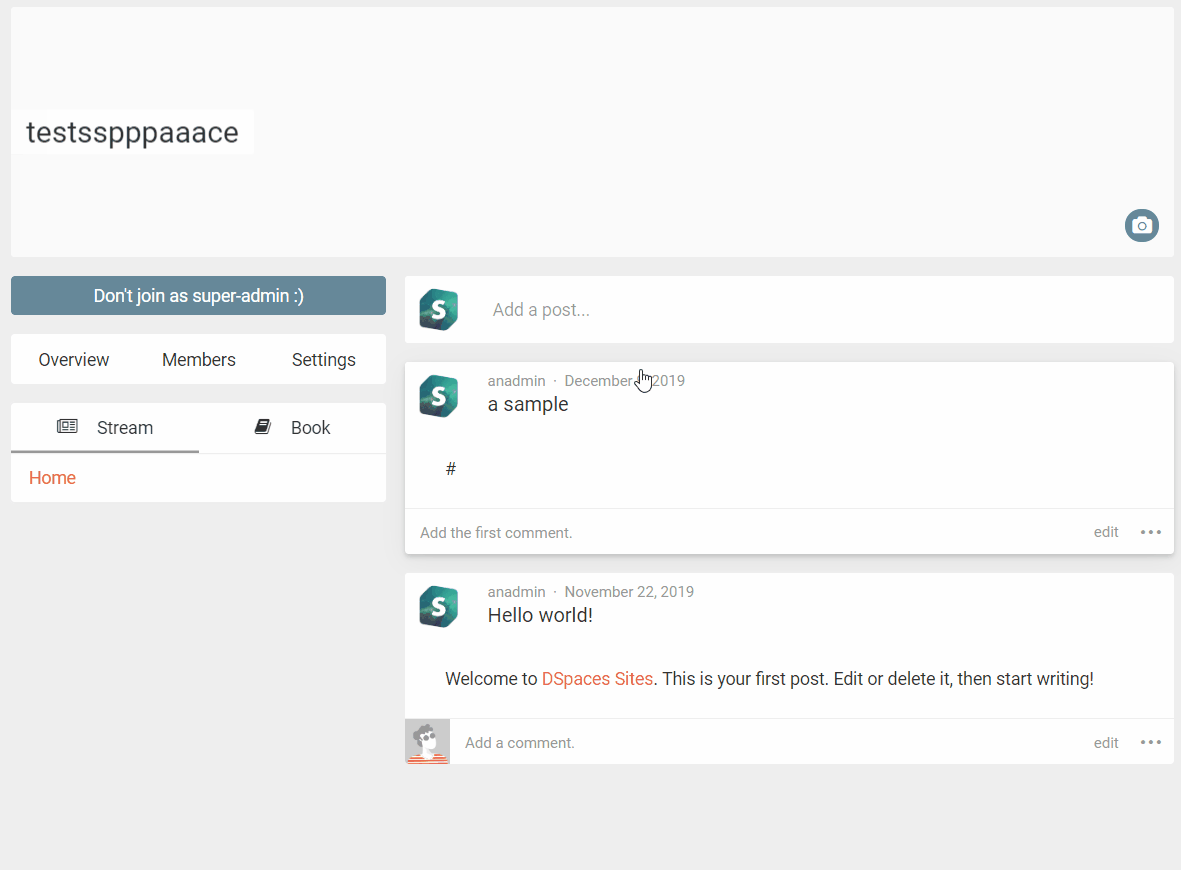 testsspppaaace
Don't join as super-admin :)
Overview Members Settings
Stream Book
Home
S
Add a post...
S
anadmin · December 2019
a sample
#
Add the first comment. edit
S
anadmin · November 22, 2019
Hello world!
Welcome to DSpaces Sites. This is your first post. Edit or delete it, then start writing!
Add a comment. edit